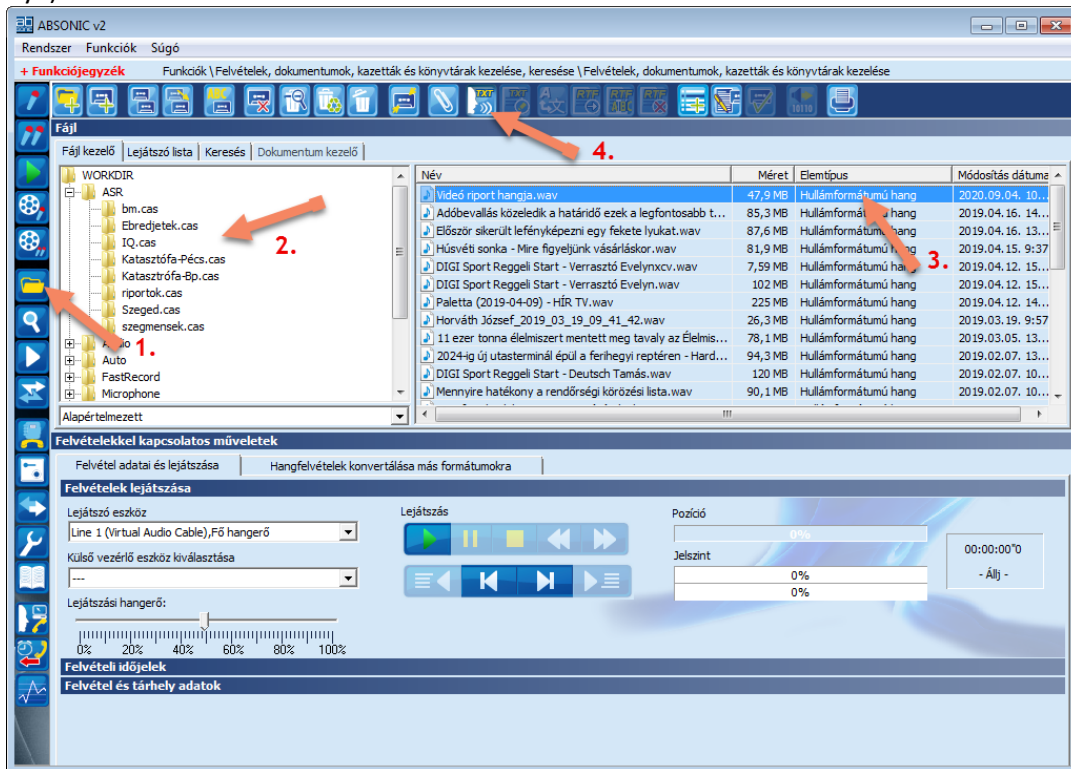 ABSONIC v2
Rendszer Funkciók Súgó
+ Funkciójegyzék Funkciók \ Felvételek, dokumentumok, kazetták és könyvtárak kezelése, keresése \ Felvételek, dokumentumok, kazetták és könyvtárak kezelése
TXT TXT RTF RTF RTF
4.
Fájl
Fájl kezelő Lejátszó lista Keresés Dokumentum kezelő
WORKDIR
ASR
bm.cas
Ebredjetek.cas
IQ.cas
Katasztófa-Pécs.cas
Katasztrófa-Bp.cas
riportok.cas
Szeged.cas
szegmensek.cas
Auto
FastRecord
Microphone
Alapértelmezett
2.
1.
Név Méret Elemtípus Módosítás dátuma
Videó riport hangja.wav 47,9 MB Hullámformátumú hang 2020.09.04. 10...
Adóbevallás közeledik a határidő ezek a legfontosabb t... 85,3 MB Hullámformátumú hang 2019.04.16. 14...
Először sikerült lefényképezni egy fekete lyukat.wav 87,6 MB Hullámformátumú hang 2019.04.16. 13...
Húsvéti sonka - Mire figyeljünk vásárláskor.wav 81,9 MB Hullámformátumú hang 2019.04.15. 9:37
DIGI Sport Reggeli Start - Verrasztó Evelynxcv.wav 7,59 MB Hullámformátumú hang 2019.04.12. 15...
DIGI Sport Reggeli Start - Verrasztó Evelyn.wav 102 MB Hullámformátumú hang 2019.04.12. 15...
Paletta (2019-04-09) - HÍR TV.wav 225 MB Hullámformátumú hang 2019.04.12. 14...
Horváth József_2019_03_19_09_41_42.wav 26,3 MB Hullámformátumú hang 2019.03.19. 9:57
11 ezer tonna élelmiszert mentett meg tavaly az Élelmis... 78,1 MB Hullámformátumú hang 2019.03.05. 13...
2024-ig új utasterminál épül a ferihegyi reptéren - Hard... 94,3 MB Hullámformátumú hang 2019.02.07. 13...
DIGI Sport Reggeli Start - Deutsch Tamás.wav 120 MB Hullámformátumú hang 2019.02.07. 10...
Mennyire hatékony a rendőrségi körözési lista.wav 90,1 MB Hullámformátumú hang 2019.02.07. 10...
3.
Felvételekkel kapcsolatos műveletek
Felvétel adatai és lejátszása Hangfelvételek konvertálása más formátumokra
Felvételek lejátszása
Lejátszó eszköz
Line 1 (Virtual Audio Cable),Fő hangerő
Külső vezérlő eszköz kiválasztása
---
Lejátszási hangerő:
0% 20% 40% 60% 80% 100%
Lejátszás
Pozíció
0%
Jelszint
0%
0%
00:00:00"0
- Állj -
Felvételi időjelek
Felvétel és tárhely adatok